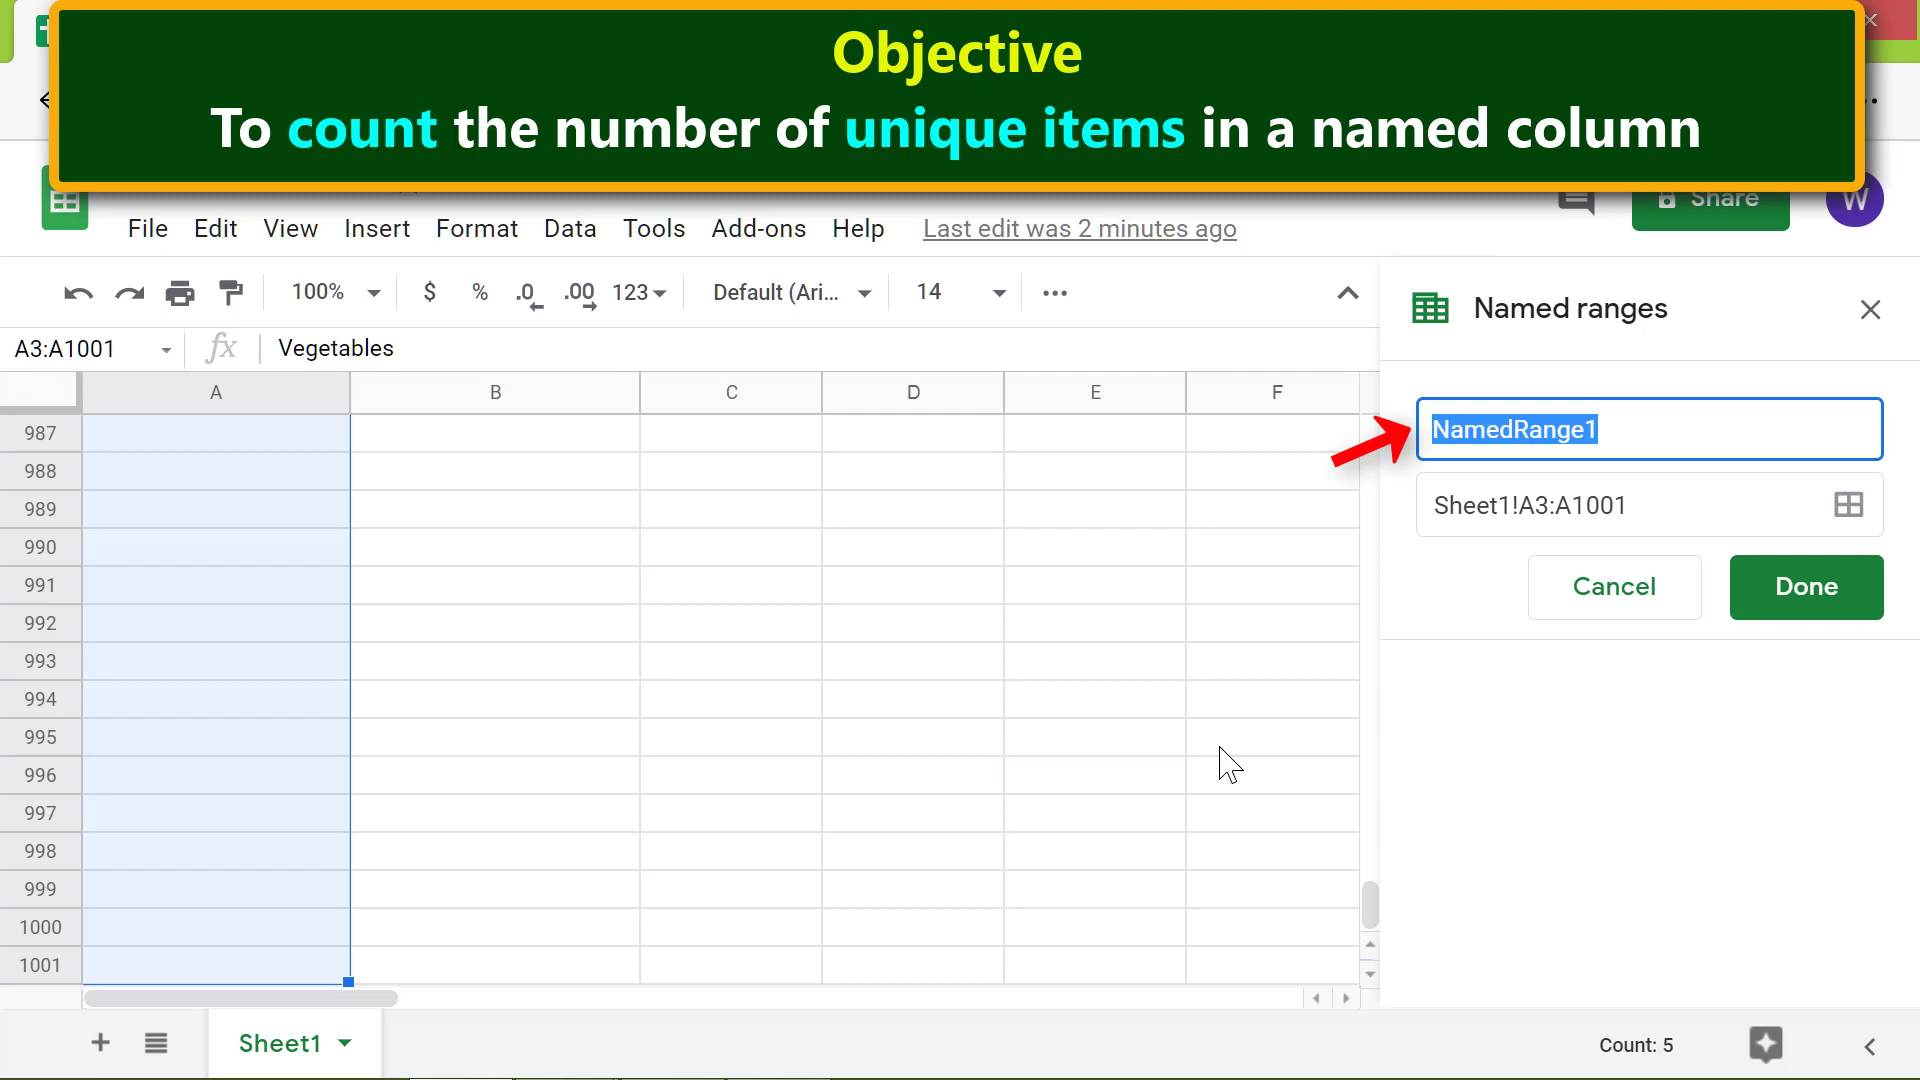 Objective
To count the number of unique items in a named column
Share
W
File Edit View Insert Format Data Tools Add-ons Help Last edit was 2 minutes ago
100% $ % .0 .00 123 Default (Ari... 14
Named ranges
A3:A1001 fx Vegetables
A B C D E F
NamedRange1
Sheet1!A3:A1001
Cancel Done
987
988
989
990
991
992
993
994
995
996
997
998
999
1000
1001
Sheet1
Count: 5